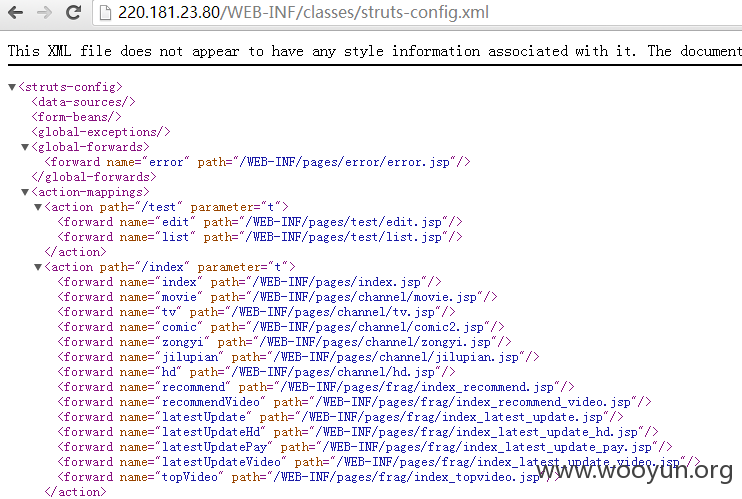 220.181.23.80/WEB-INF/classes/struts-config.xml
This XML file does not appear to have any style information associated with it. The document
▼<struts-config>
<data-sources/>
<form-beans/>
<global-exceptions/>
▼<global-forwards>
<forward name="error" path="/WEB-INF/pages/error/error.jsp"/>
</global-forwards>
▼<action-mappings>
▼<action path="/test" parameter="t">
<forward name="edit" path="/WEB-INF/pages/test/edit.jsp"/>
<forward name="list" path="/WEB-INF/pages/test/list.jsp"/>
</action>
▼<action path="/index" parameter="t">
<forward name="index" path="/WEB-INF/pages/index.jsp"/>
<forward name="movie" path="/WEB-INF/pages/channel/movie.jsp"/>
<forward name="tv" path="/WEB-INF/pages/channel/tv.jsp"/>
<forward name="comic" path="/WEB-INF/pages/channel/comic2.jsp"/>
<forward name="zongyi" path="/WEB-INF/pages/channel/zongyi.jsp"/>
<forward name="jilupian" path="/WEB-INF/pages/channel/jilupian.jsp"/>
<forward name="hd" path="/WEB-INF/pages/channel/hd.jsp"/>
<forward name="recommend" path="/WEB-INF/pages/frag/index_recommend.jsp"/>
<forward name="recommendVideo" path="/WEB-INF/pages/frag/index_recommend_video.jsp"/>
<forward name="latestUpdate" path="/WEB-INF/pages/frag/index_latest_update.jsp"/>
<forward name="latestUpdateHd" path="/WEB-INF/pages/frag/index_latest_update_hd.jsp"/>
<forward name="latestUpdatePay" path="/WEB-INF/pages/frag/index_latest_update_pay.jsp"/>
<forward name="latestUpdateVideo" path="/WEB-INF/pages/frag/index_latest_update_video.jsp"/>
<forward name="topVideo" path="/WEB-INF/pages/frag/index_topvideo.jsp"/>
</action>
www.wooyun.org